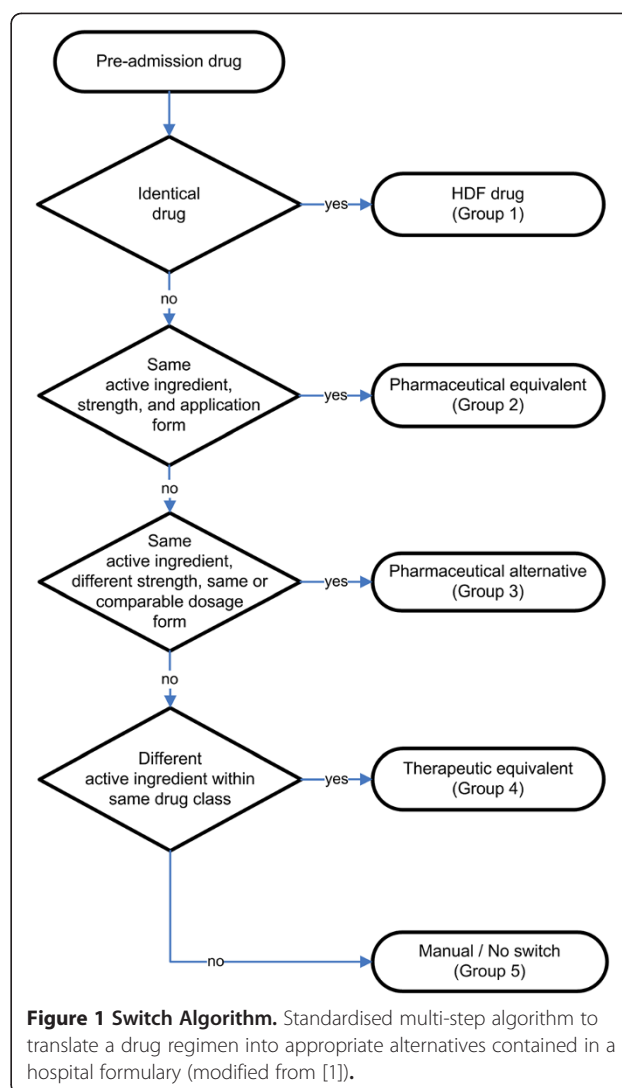 Pre-admission drug
Identical
drug
yes
HDF drug
(Group 1)
no
Same
active ingredient,
strength, and application
form
yes
Pharmaceutical equivalent
(Group 2)
no
Same
active ingredient,
different strength, same or
comparable dosage
form
yes
Pharmaceutical alternative
(Group 3)
no
Different
active ingredient within
same drug class
yes
Therapeutic equivalent
(Group 4)
no
Manual / No switch
(Group 5)
Figure 1 Switch Algorithm. Standardised multi-step algorithm to
translate a drug regimen into appropriate alternatives contained in a
hospital formulary (modified from [1]).